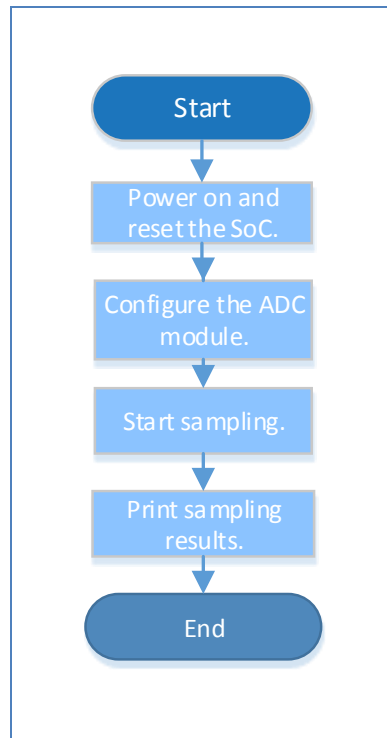 Start
Power on and
reset the SoC.
Configure the ADC
module.
Start sampling.
Print sampling
results.
End